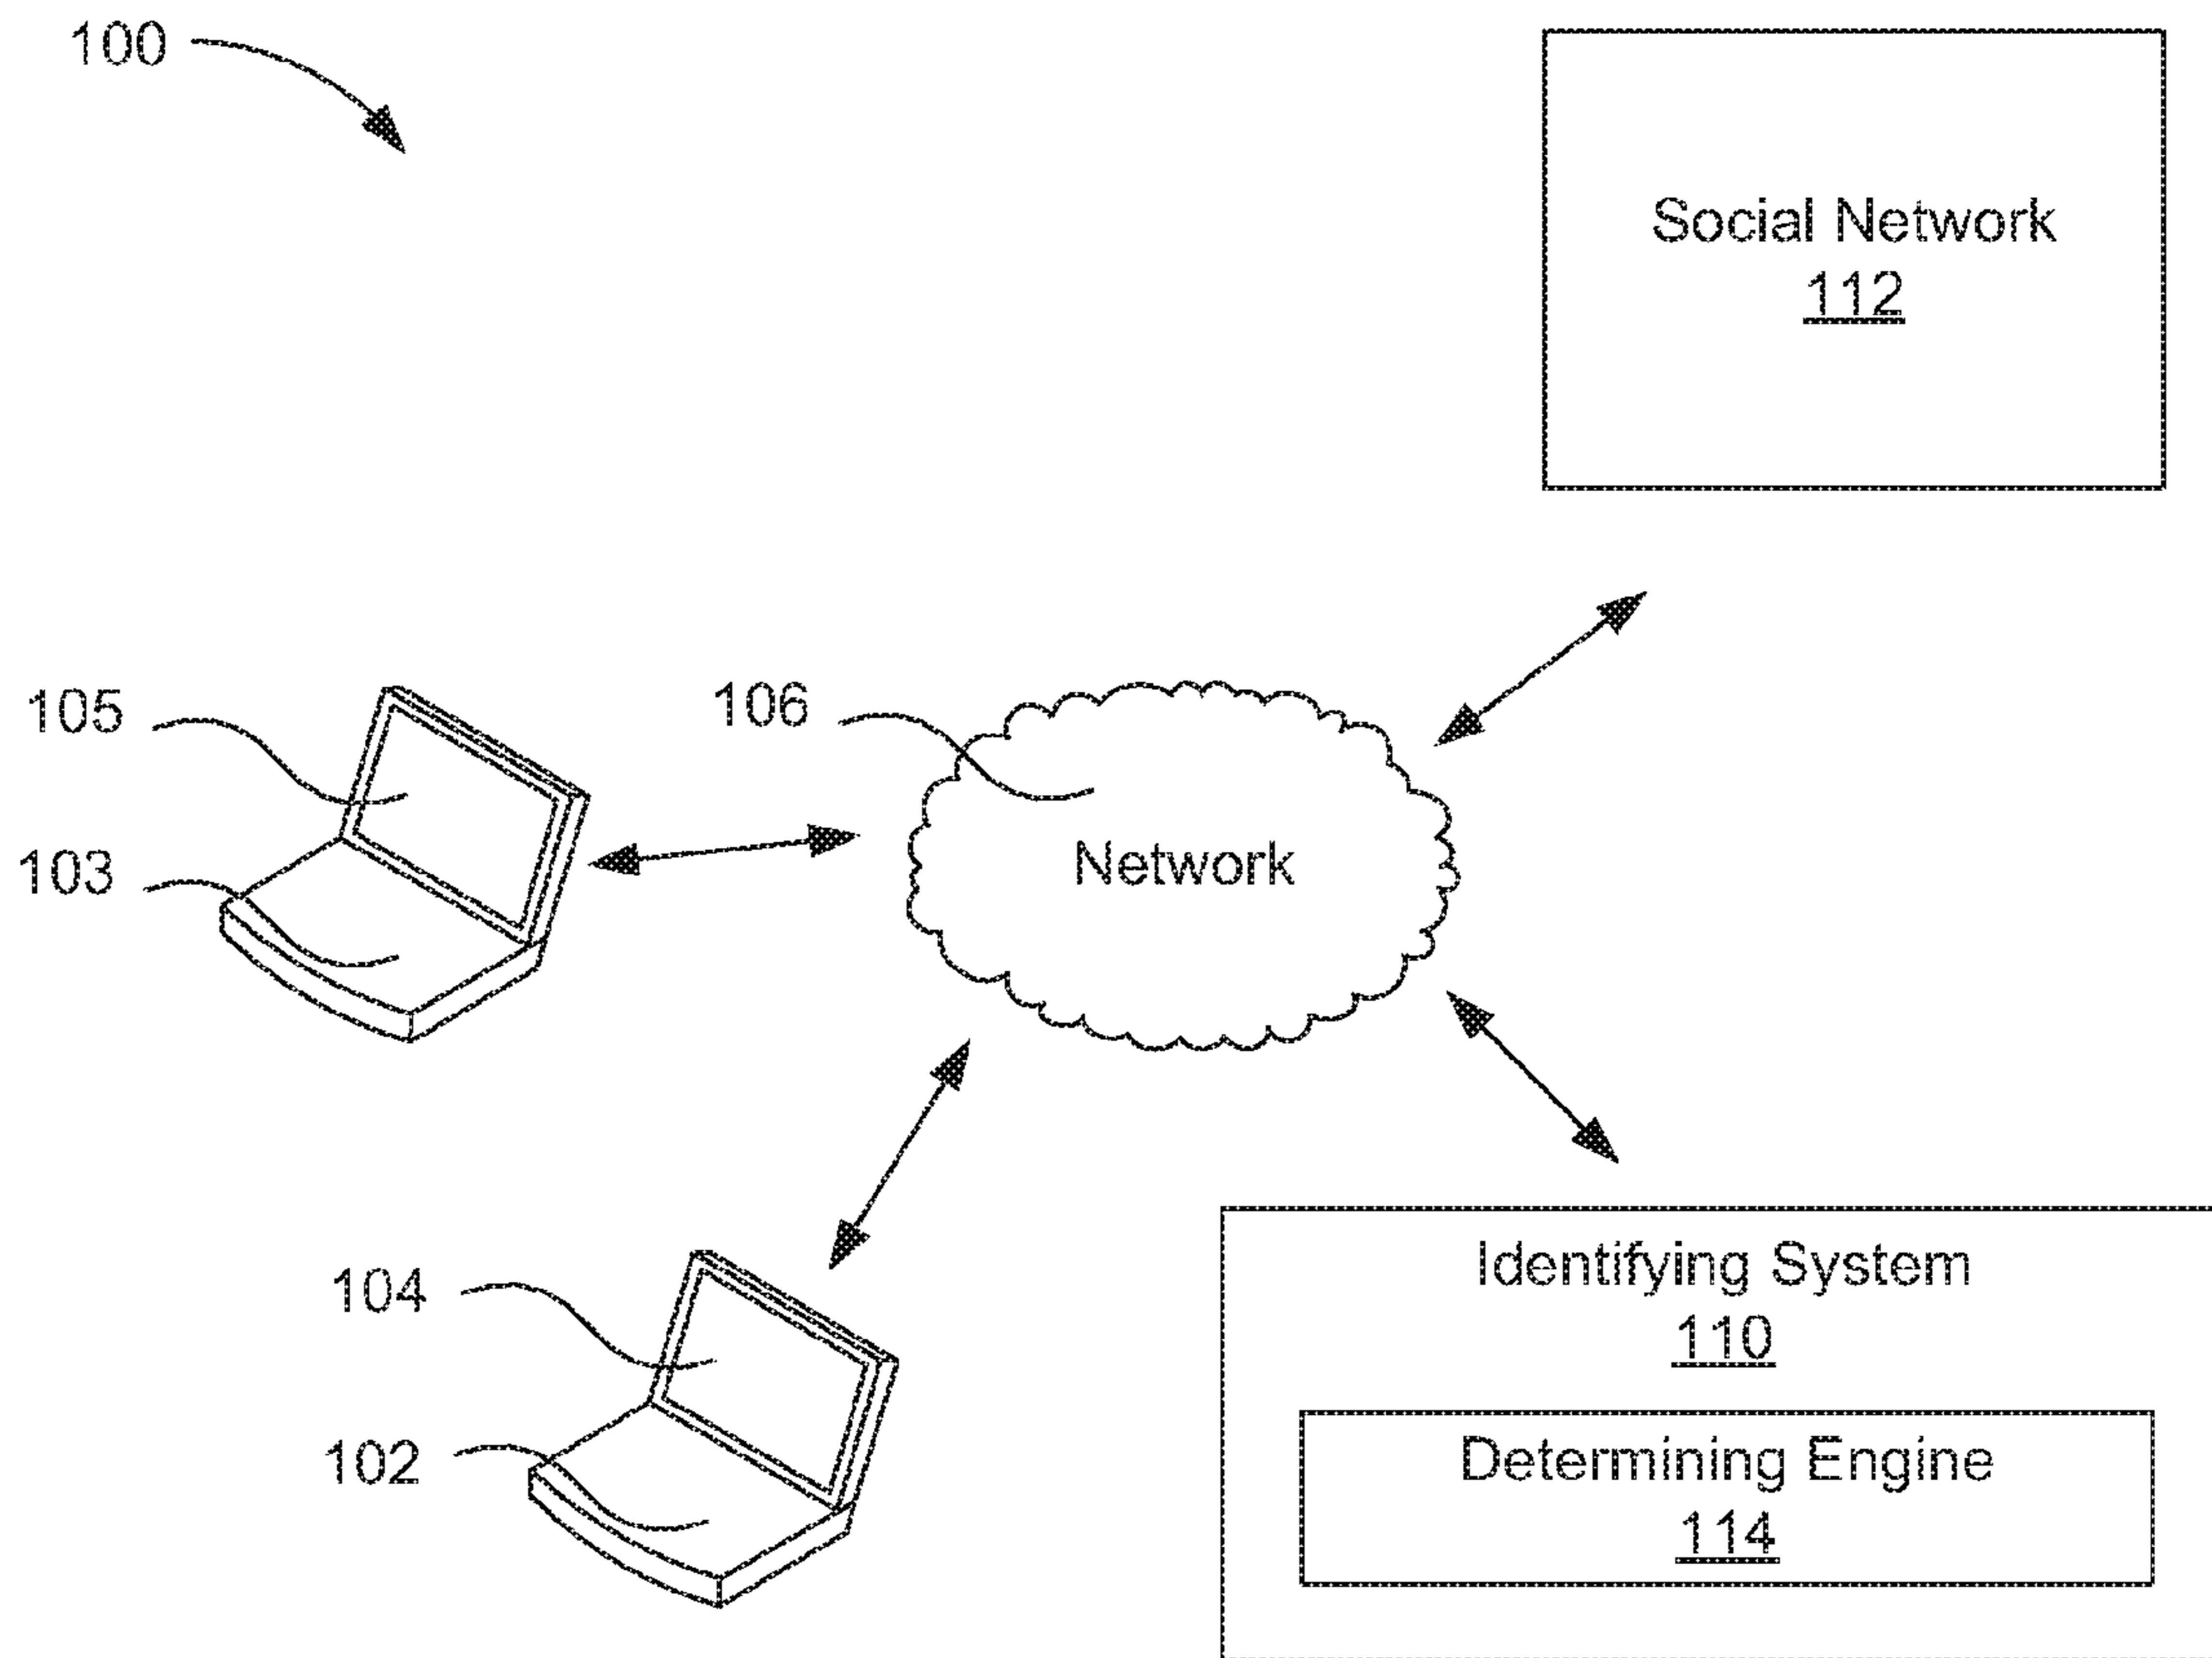 100
Social Network
112
105
106
103
Network
104
Identifying System
110
102
Determining Engine
114